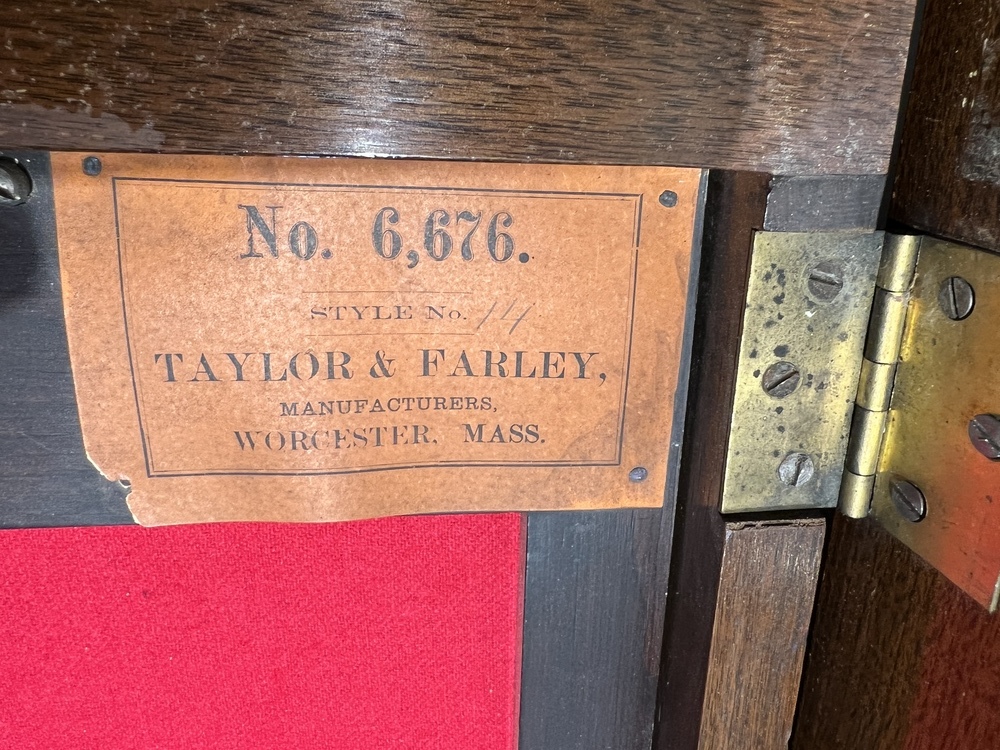 No. 6,676.
STYLE No. 14
TAYLOR & FARLEY,
MANUFACTURERS,
WORCESTER, MASS.